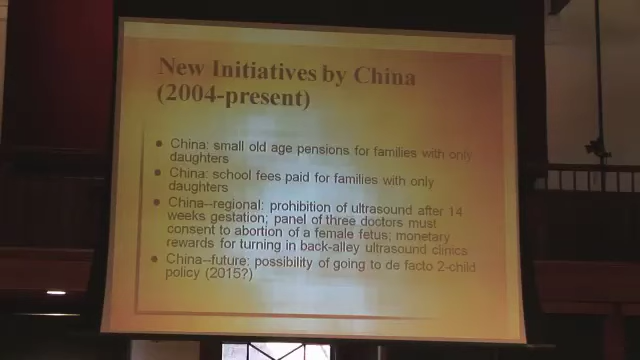 New Initiatives by China
(2004-present)
• China: small old age pensions for families with only
daughters
• China: school fees paid for families with only
daughters
• China--regional: prohibition of ultrasound after 14
weeks gestation; panel of three doctors must
consent to abortion of a female fetus; monetary
rewards for turning in back-alley ultrasound clinics
• China--future: possibility of going to de facto 2-child
policy (2015?)